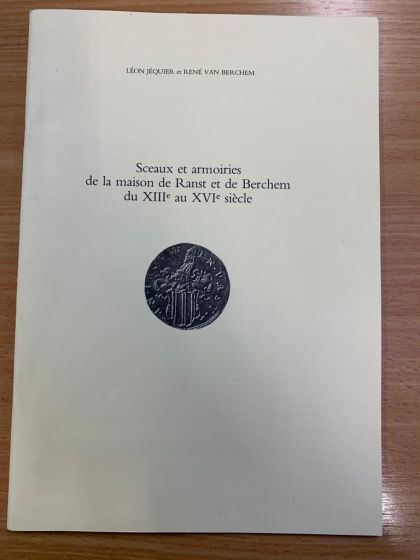 LÉON JÉQUIER et RENÉ VAN BERCHEM
Sceaux et armoiries
de la maison de Ranst et de Berchem
du XIIIe au XVIe siècle